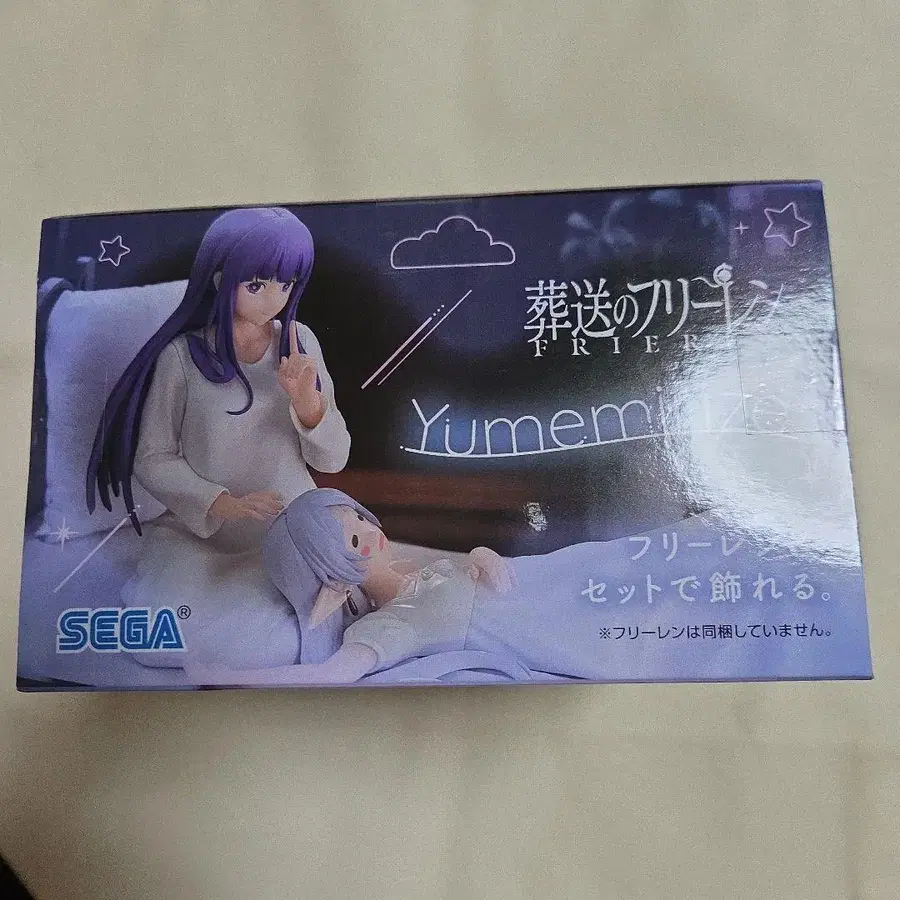 葬送のフリーレン
FRIER
Yumemi
フリーレ
セットで飾れる。
※フリーレンは同梱していません。
SEGA®